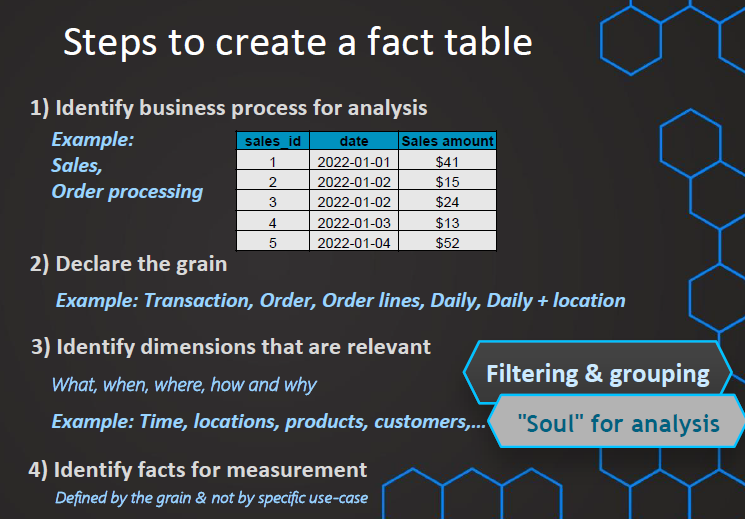 Steps to create a fact table
1) Identify business process for analysis
Example:
Sales,
Order processing
sales_id date Sales amount
1 2022-01-01 $41
2 2022-01-02 $15
3 2022-01-02 $24
4 2022-01-03 $13
5 2022-01-04 $52
2) Declare the grain
Example: Transaction, Order, Order lines, Daily, Daily + location
3) Identify dimensions that are relevant
What, when, where, how and why
Filtering & grouping
Example: Time, locations, products, customers,...
"Soul" for analysis
4) Identify facts for measurement
Defined by the grain & not by specific use-case